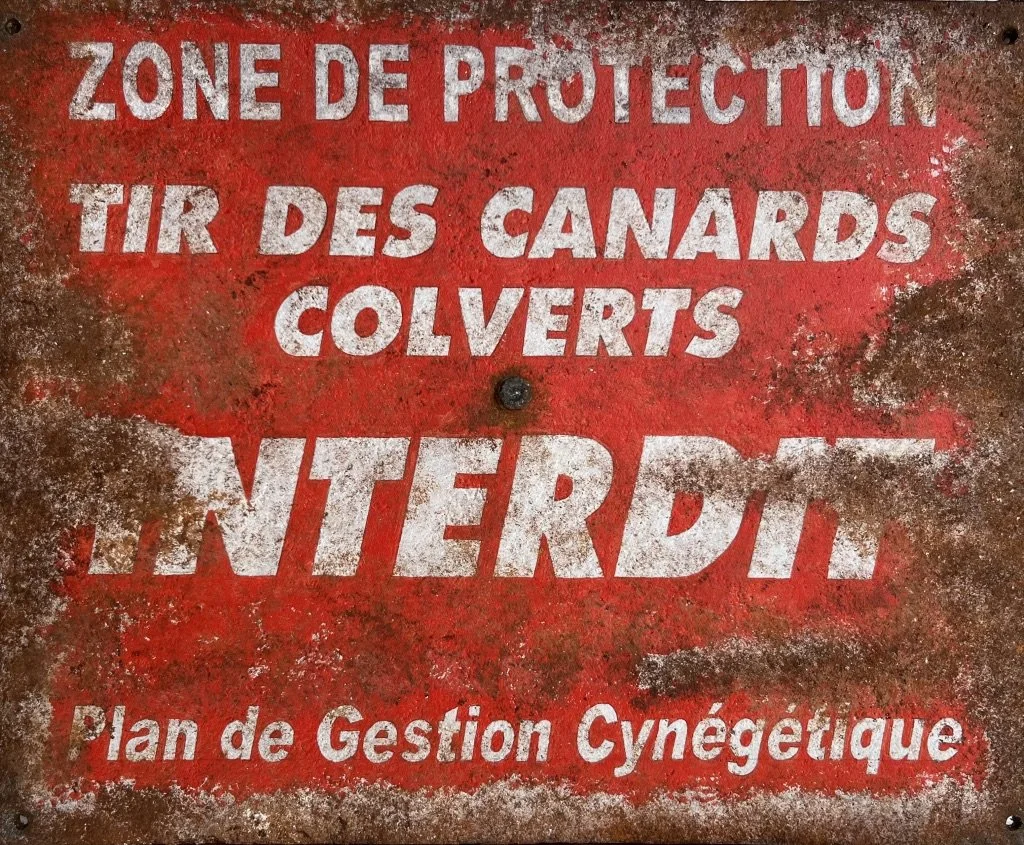 ZONE DE PROTECTION
TIR DES CANARDS
COLVERTS
INTERDIT
Plan de Gestion Cynégétique